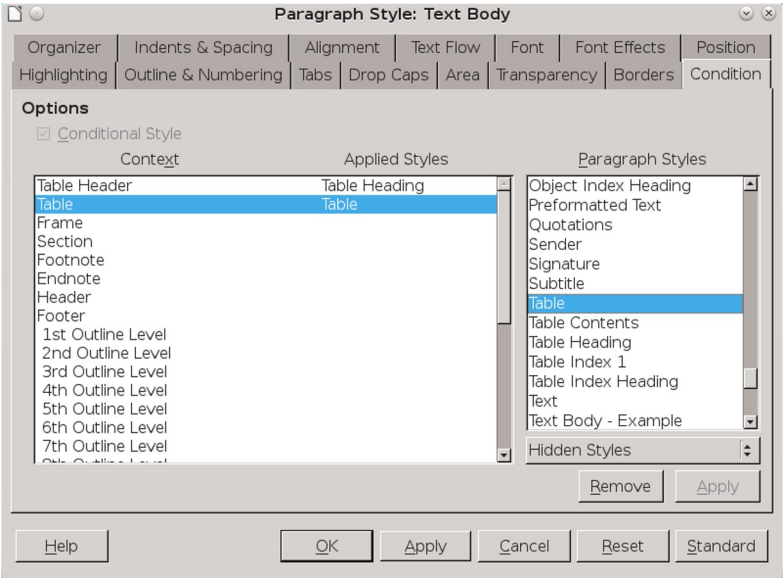 Paragraph Style: Text Body
Organizer Indents & Spacing Alignment Text Flow Font Font Effects Position
Highlighting Outline & Numbering Tabs Drop Caps Area Transparency Borders Condition
Options
Conditional Style
Context Applied Styles
Table Header Table Heading
Table Table
Frame
Section
Footnote
Endnote
Header
Footer
1st Outline Level
2nd Outline Level
3rd Outline Level
4th Outline Level
5th Outline Level
6th Outline Level
7th Outline Level
Paragraph Styles
Object Index Heading
Preformatted Text
Quotations
Sender
Signature
Subtitle
Table
Table Contents
Table Heading
Table Index 1
Table Index Heading
Text
Text Body - Example
Hidden Styles
Remove Apply
Help OK Apply Cancel Reset Standard